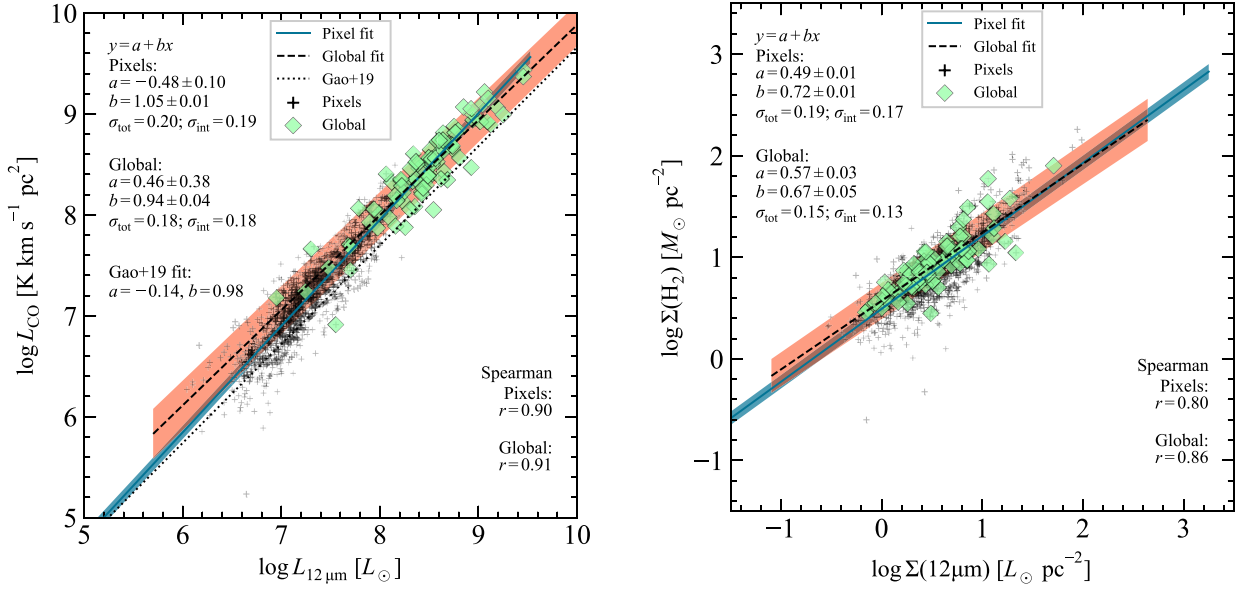 y = a + bx
Pixels:
a = −0.48 ± 0.10
b = 1.05 ± 0.01
σtot = 0.20; σint = 0.19
Global:
a = 0.46 ± 0.38
b = 0.94 ± 0.04
σtot = 0.18; σint = 0.18
Gao+19 fit:
a = −0.14, b = 0.98
Pixel fit
Global fit
Gao+19
Pixels
Global
Spearman
Pixels:
r = 0.90
Global:
r = 0.91
10
9
8
7
6
5
log LCO [K km s−1 pc2]
5
6
7
8
9
10
log L12 μm [L⊙]
y = a + bx
Pixels:
a = 0.49 ± 0.01
b = 0.72 ± 0.01
σtot = 0.19; σint = 0.17
Global:
a = 0.57 ± 0.03
b = 0.67 ± 0.05
σtot = 0.15; σint = 0.13
Pixel fit
Global fit
Pixels
Global
Spearman
Pixels:
r = 0.80
Global:
r = 0.86
3
2
1
0
−1
log Σ(H2) [M⊙ pc−2]
−1
0
1
2
3
log Σ(12μm) [L⊙ pc−2]